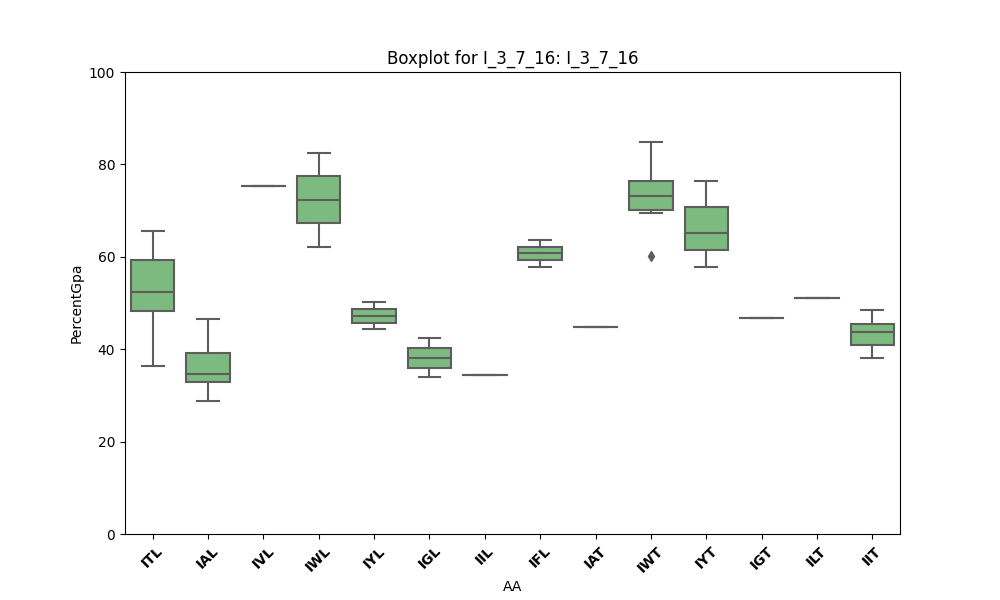 Boxplot for I_3_7_16: I_3_7_16
PercentGpa
100
80
60
40
20
0
ITL
IAL
IVL
IWL
IYL
IGL
IIL
IFL
IAT
IWT
IYT
IGT
ILT
IIT
AA